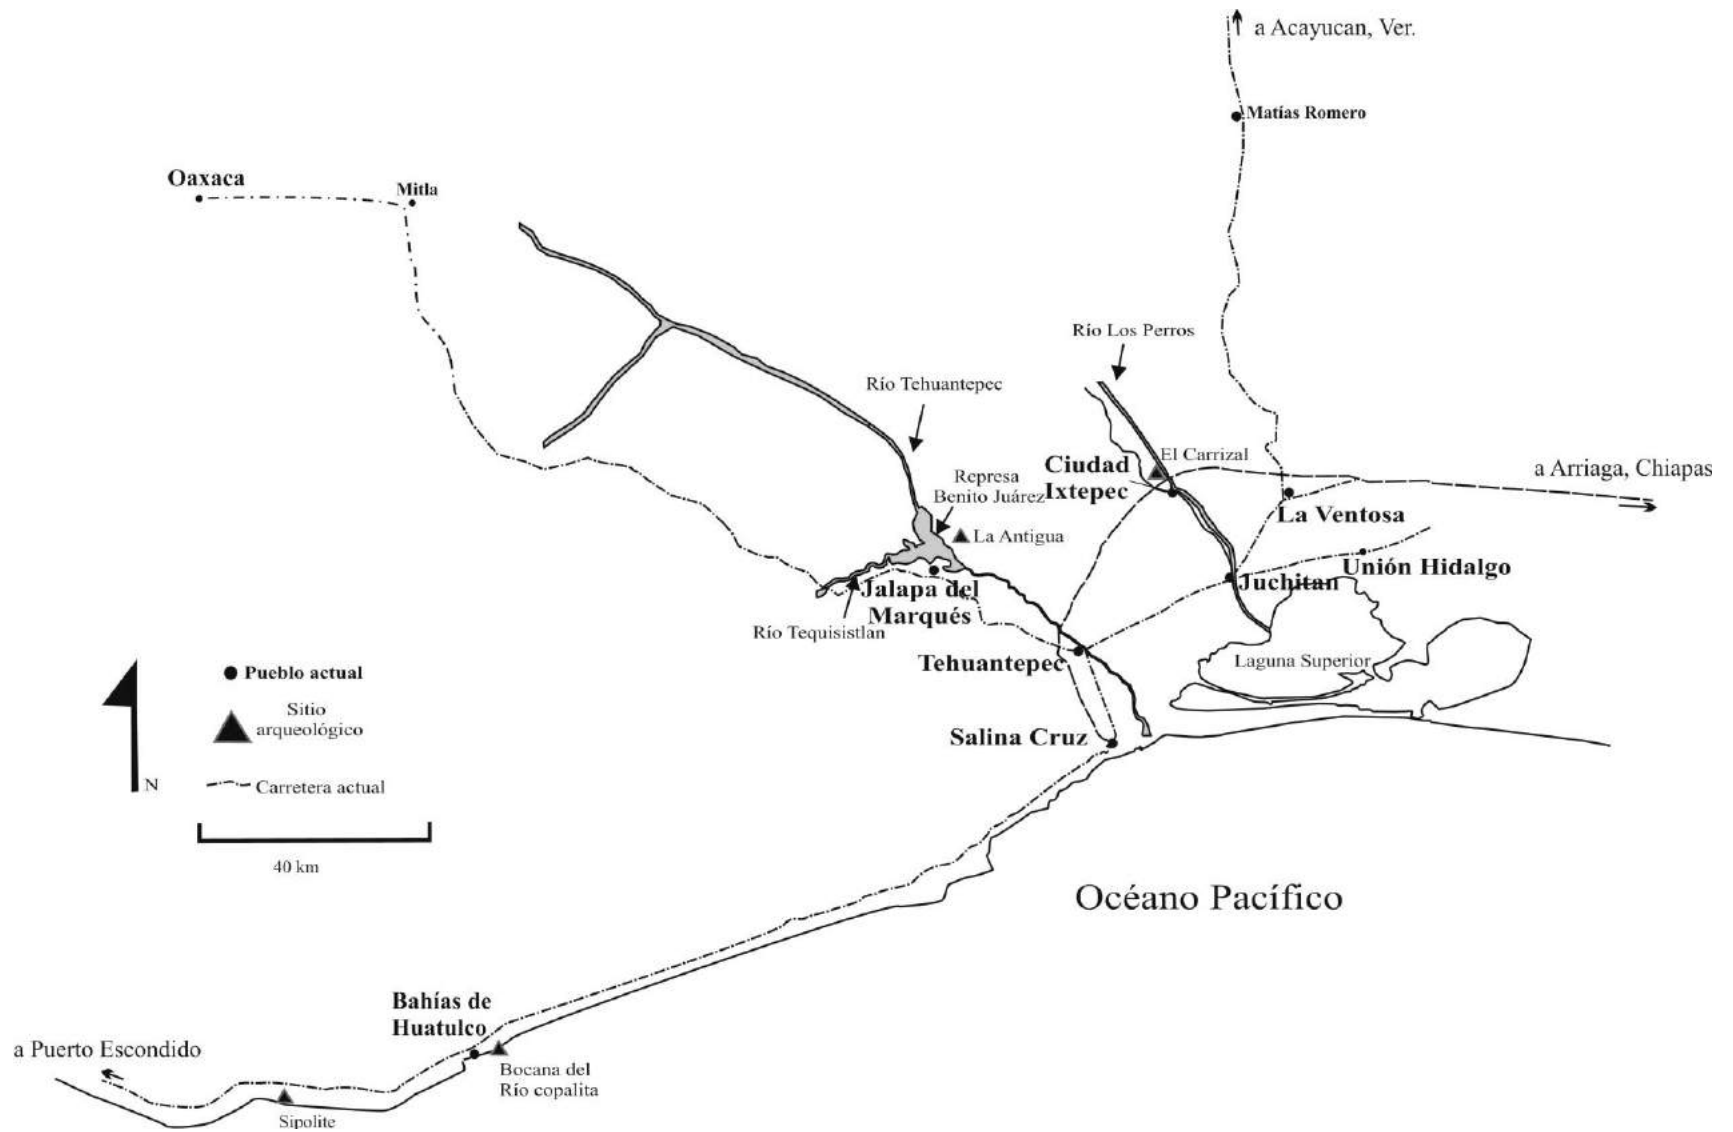 a Acayucan, Ver.
Matías Romero
Oaxaca
Mitla
Río Los Perros
Río Tehuantepec
El Carrizal
Ciudad
Ixtepec
a Arriaga, Chiapas
Represa
Benito Juárez
La Ventosa
La Antigua
Unión Hidalgo
Juchitan
Jalapa del
Marqués
Río Tequisistlan
Tehuantepec
Laguna Superior
Pueblo actual
Sitio
arqueológico
Salina Cruz
N
Carretera actual
40 km
Océano Pacífico
Bahías de
Huatulco
a Puerto Escondido
Bocana del
Río copalita
Sipolite